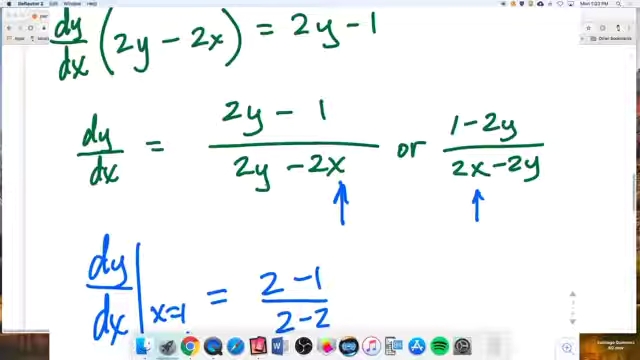 dy/dx (2y - 2x) = 2y - 1
dy/dx = (2y - 1)/(2y - 2x) or (1 - 2y)/(2x - 2y)
dy/dx |x=1 = (2 - 1)/(2 - 2)